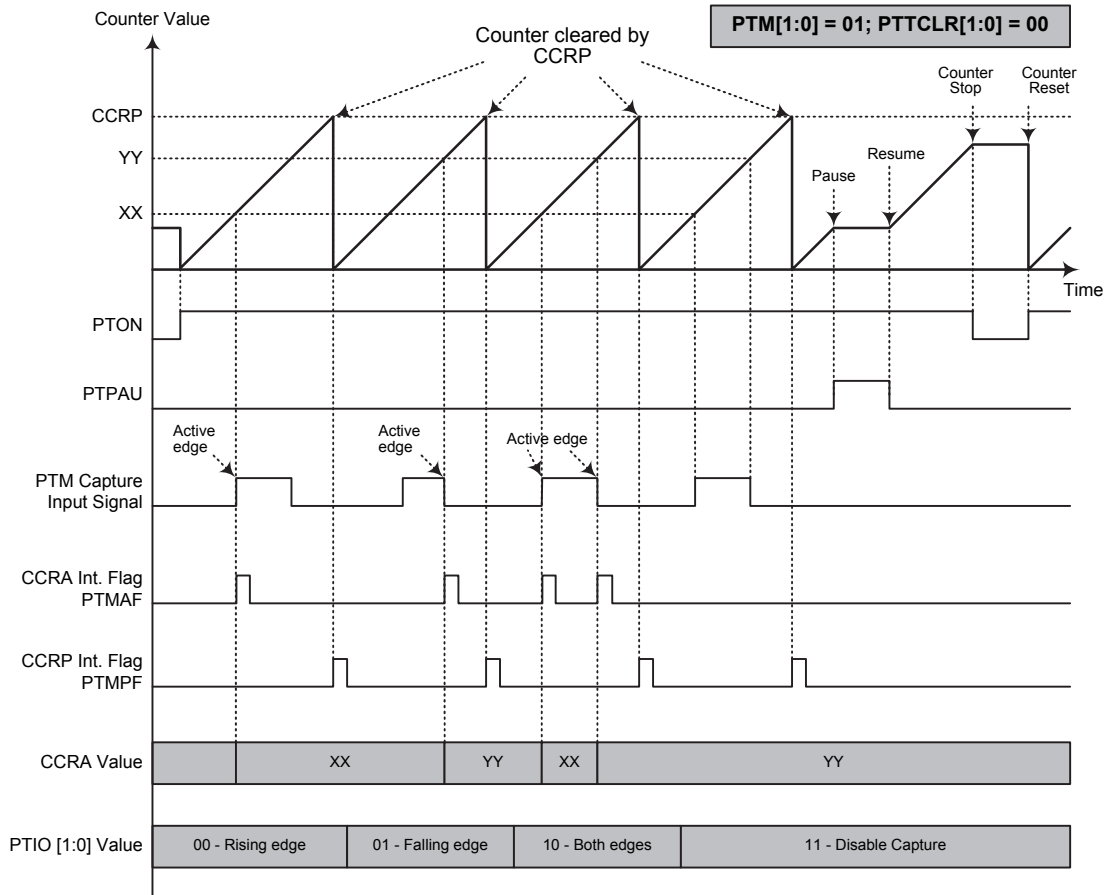 Counter Value
PTM[1:0] = 01; PTTCLR[1:0] = 00
Counter cleared by
CCRP
Counter
Stop
Counter
Reset
CCRP
YY
Resume
Pause
XX
Time
PTON
PTPAU
Active
edge
Active
edge
Active edge
PTM Capture
Input Signal
CCRA Int. Flag
PTMAF
CCRP Int. Flag
PTMPF
CCRA Value
XX
YY
XX
YY
PTIO [1:0] Value
00 - Rising edge
01 - Falling edge
10 - Both edges
11 - Disable Capture